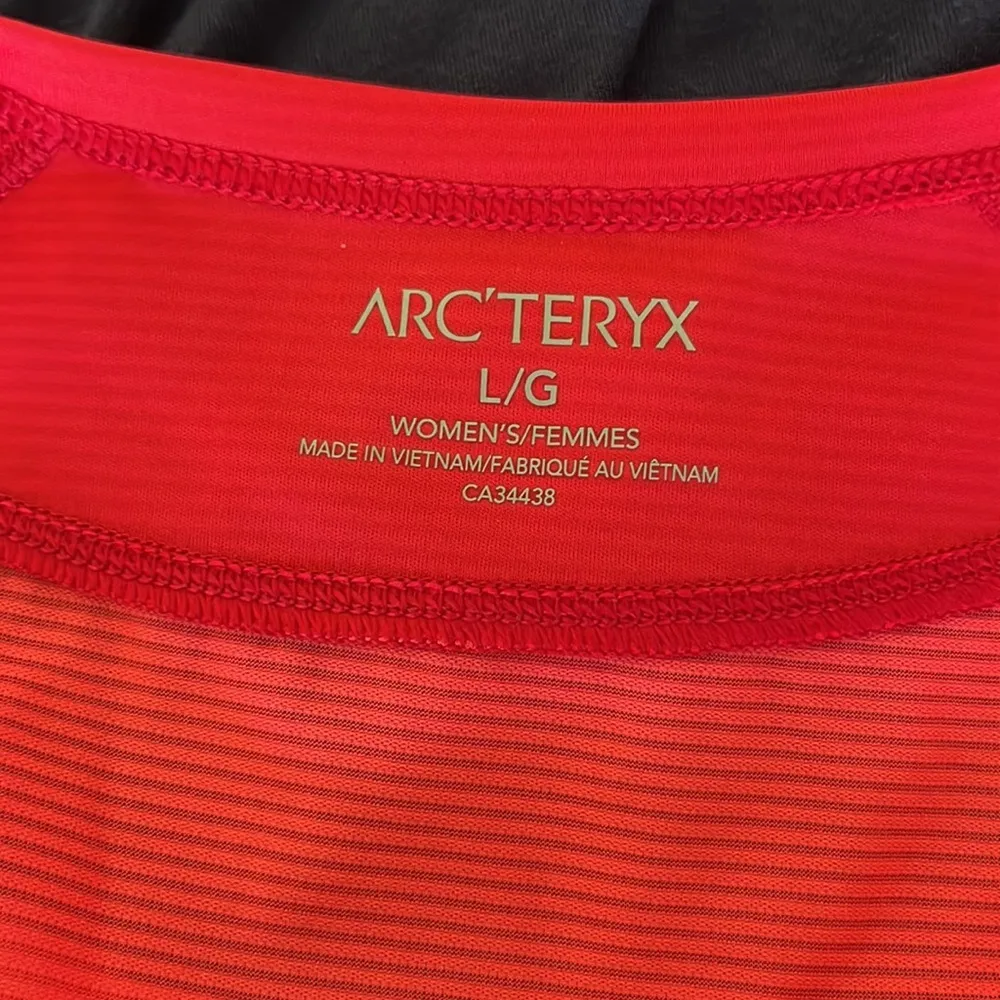 ARC'TERYX
L/G
WOMEN'S/FEMMES
MADE IN VIETNAM/FABRIQUÉ AU VIÊTNAM
CA34438